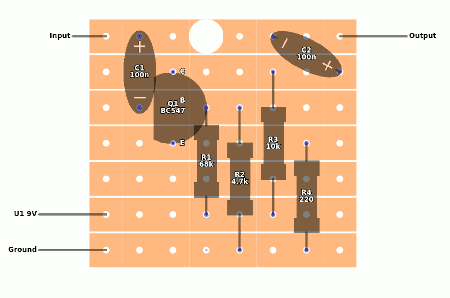 Input
Output
C1
100n
C2
100n
C
B
Q1
BC547
E
R1
68k
R2
4.7k
R3
10k
R4
220
U1 9V
Ground